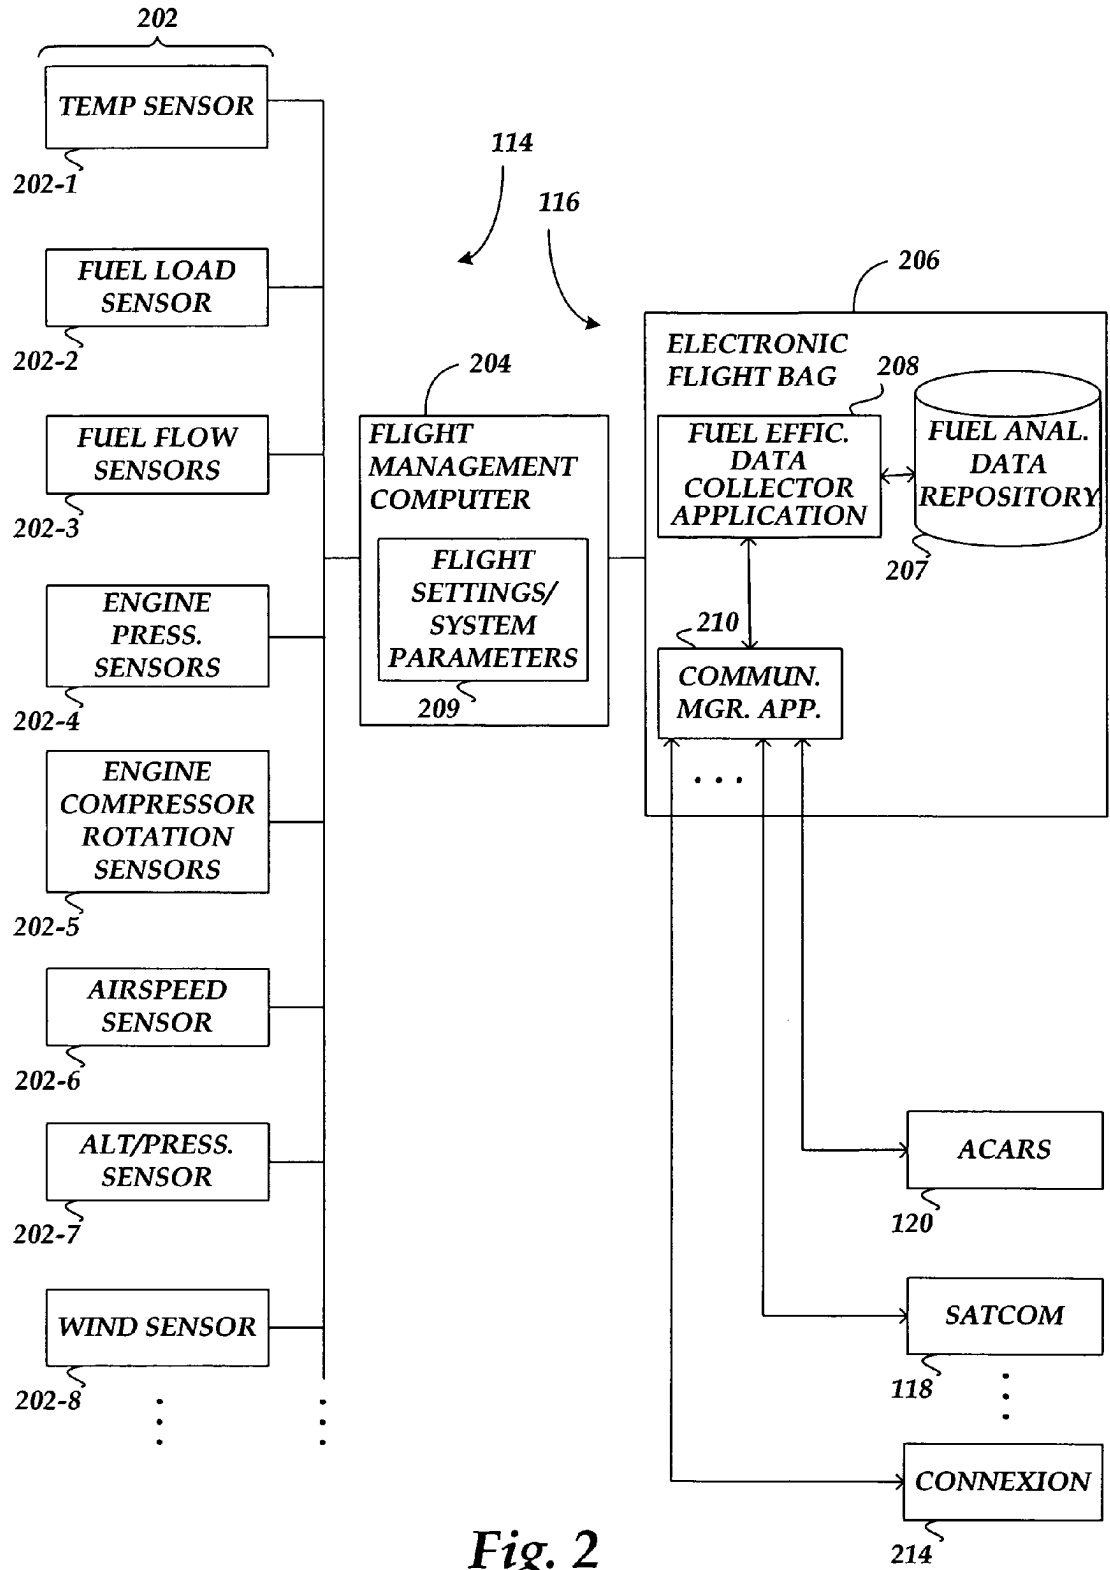 202
TEMP SENSOR
202-1
FUEL LOAD
SENSOR
202-2
FUEL FLOW
SENSORS
202-3
ENGINE
PRESS.
SENSORS
202-4
ENGINE
COMPRESSOR
ROTATION
SENSORS
202-5
AIRSPEED
SENSOR
202-6
ALT/PRESS.
SENSOR
202-7
WIND SENSOR
202-8
114
116
204
FLIGHT
MANAGEMENT
COMPUTER
FLIGHT
SETTINGS/
SYSTEM
PARAMETERS
209
206
ELECTRONIC
FLIGHT BAG
208
FUEL EFFIC.
DATA
COLLECTOR
APPLICATION
FUEL ANAL.
DATA
REPOSITORY
207
210
COMMUN.
MGR. APP.
ACARS
120
SATCOM
118
CONNEXION
214
Fig. 2